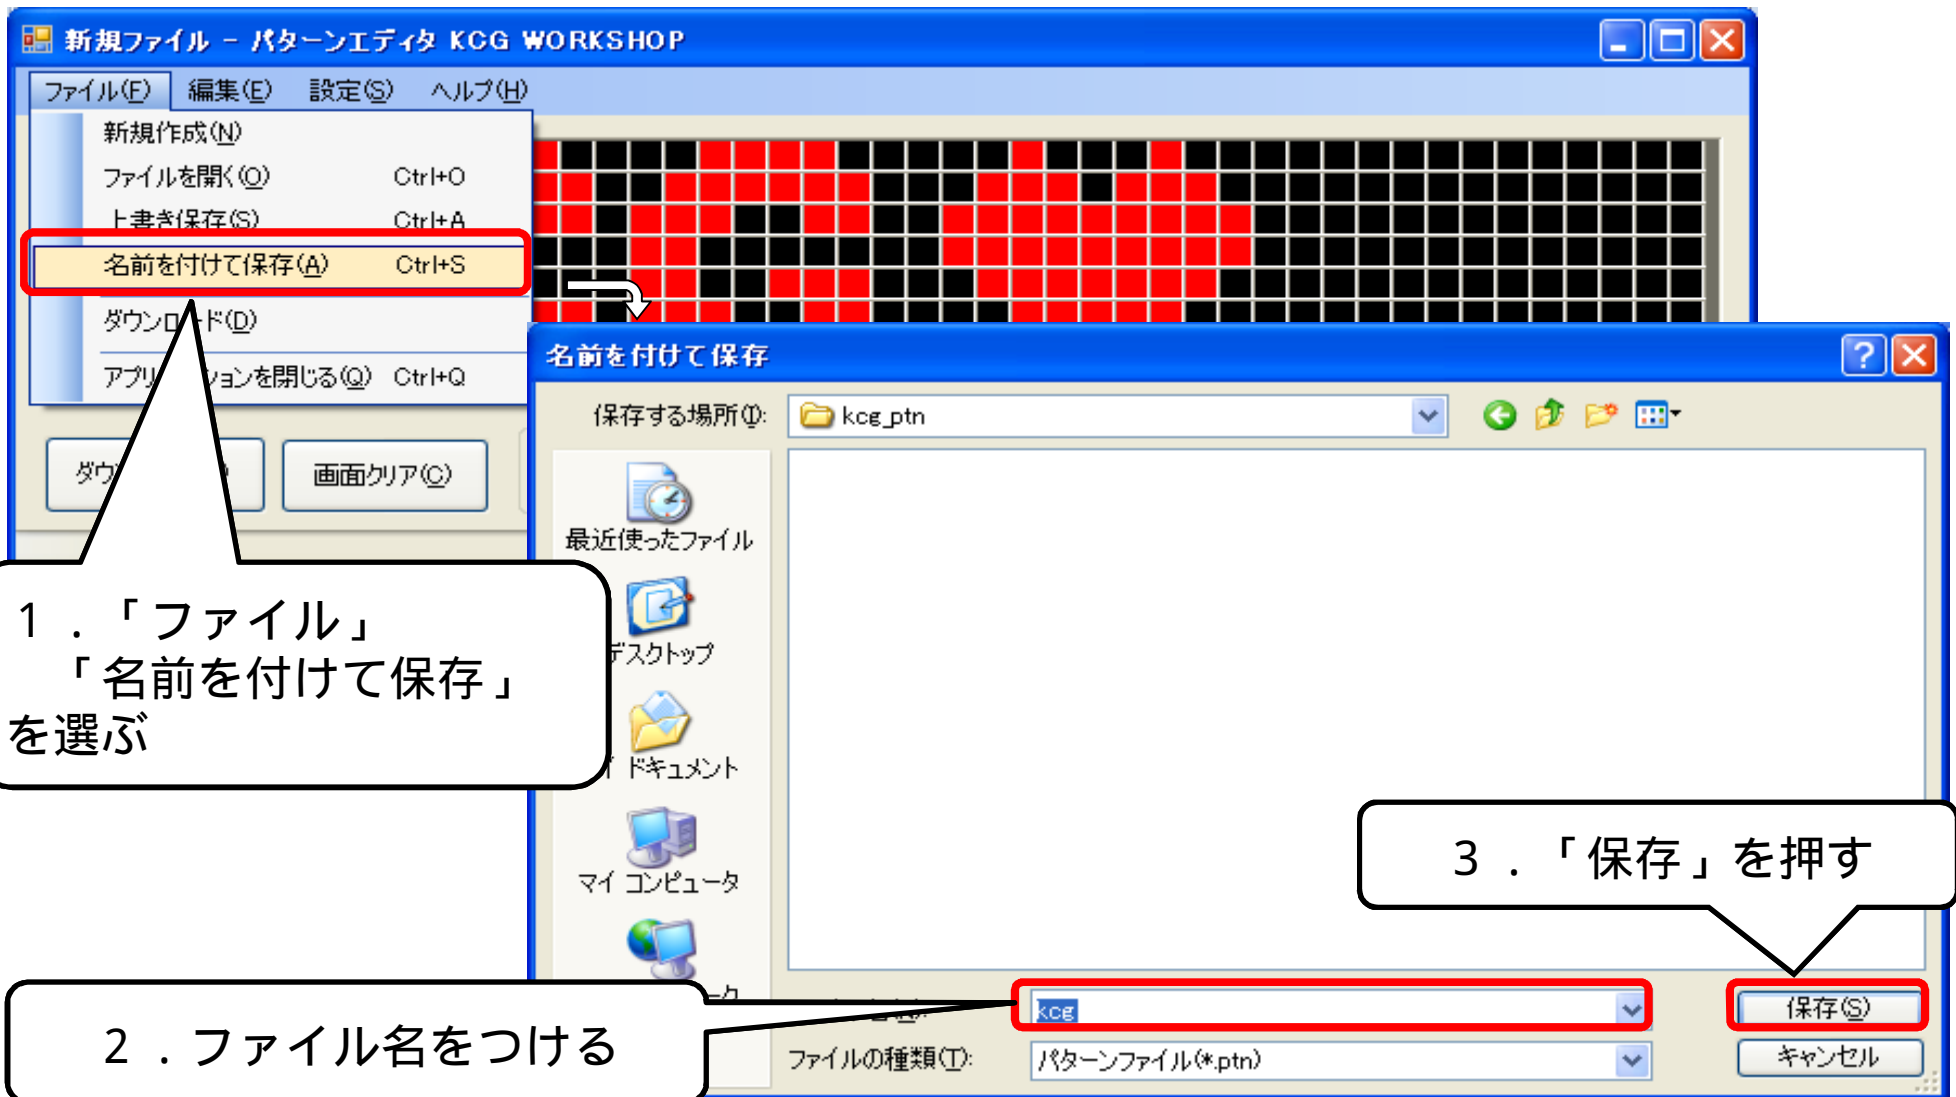 新規ファイル - パターンエディタ KCG WORKSHOP
ファイル(F) 編集(E) 設定(S) ヘルプ(H)
新規作成(N)
ファイルを開く(O) Ctrl+O
上書き保存(S) Ctrl+A
名前を付けて保存(A) Ctrl+S
ダウンロード(D)
アプリ ションを閉じる(Q) Ctrl+Q
ダウ
画面クリア(C)
1．「ファイル」
「名前を付けて保存」
を選ぶ
名前を付けて保存
保存する場所(I): kcg_ptn
最近使ったファイル
デスクトップ
ドキュメント
マイ コンピュータ
3．「保存」を押す
2．ファイル名をつける
kcg
保存(S)
ファイルの種類(T): パターンファイル(*.ptn)
キャンセル